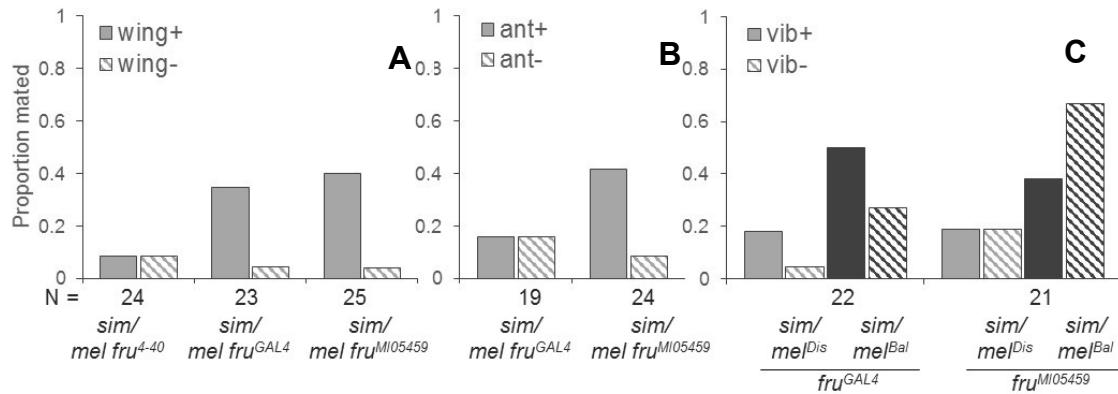 A
B
C
wing+
wing-
ant+
ant-
vib+
vib-
Proportion mated
1
0.8
0.6
0.4
0.2
0
1
0.8
0.6
0.4
0.2
0
1
0.8
0.6
0.4
0.2
0
N = 24 23 25 19 24 22 21
sim/ sim/ sim/ sim/ sim/ sim/ sim/ sim/ sim/
mel fru4-40 mel fruGAL4 mel fruMI05459 mel fruGAL4 mel fruMI05459 melDis melBal melDis melBal
fruGAL4 fruMI05459